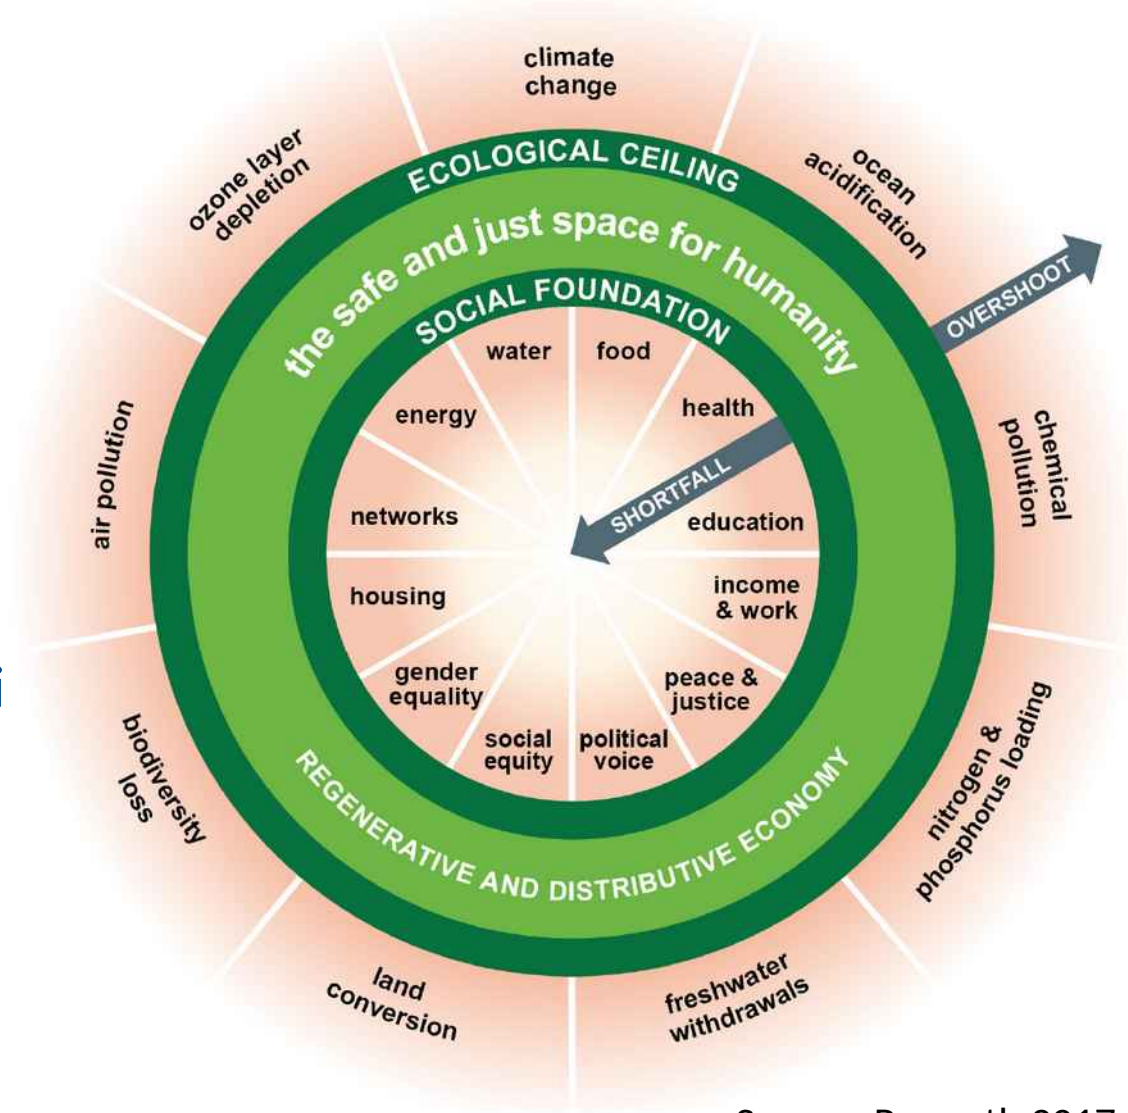 climate
change
ozone layer
depletion
ocean
acidification
ECOLOGICAL CEILING
the safe and just space for humanity
OVERSHOOT
SOCIAL FOUNDATION
water
food
energy
health
air pollution
chemical
pollution
SHORTFALL
networks
education
housing
income
& work
gender
equality
peace &
justice
social
equity
political
voice
biodiversity
loss
nitrogen &
phosphorus loading
REGENERATIVE AND DISTRIBUTIVE ECONOMY
land
conversion
freshwater
withdrawals
2017